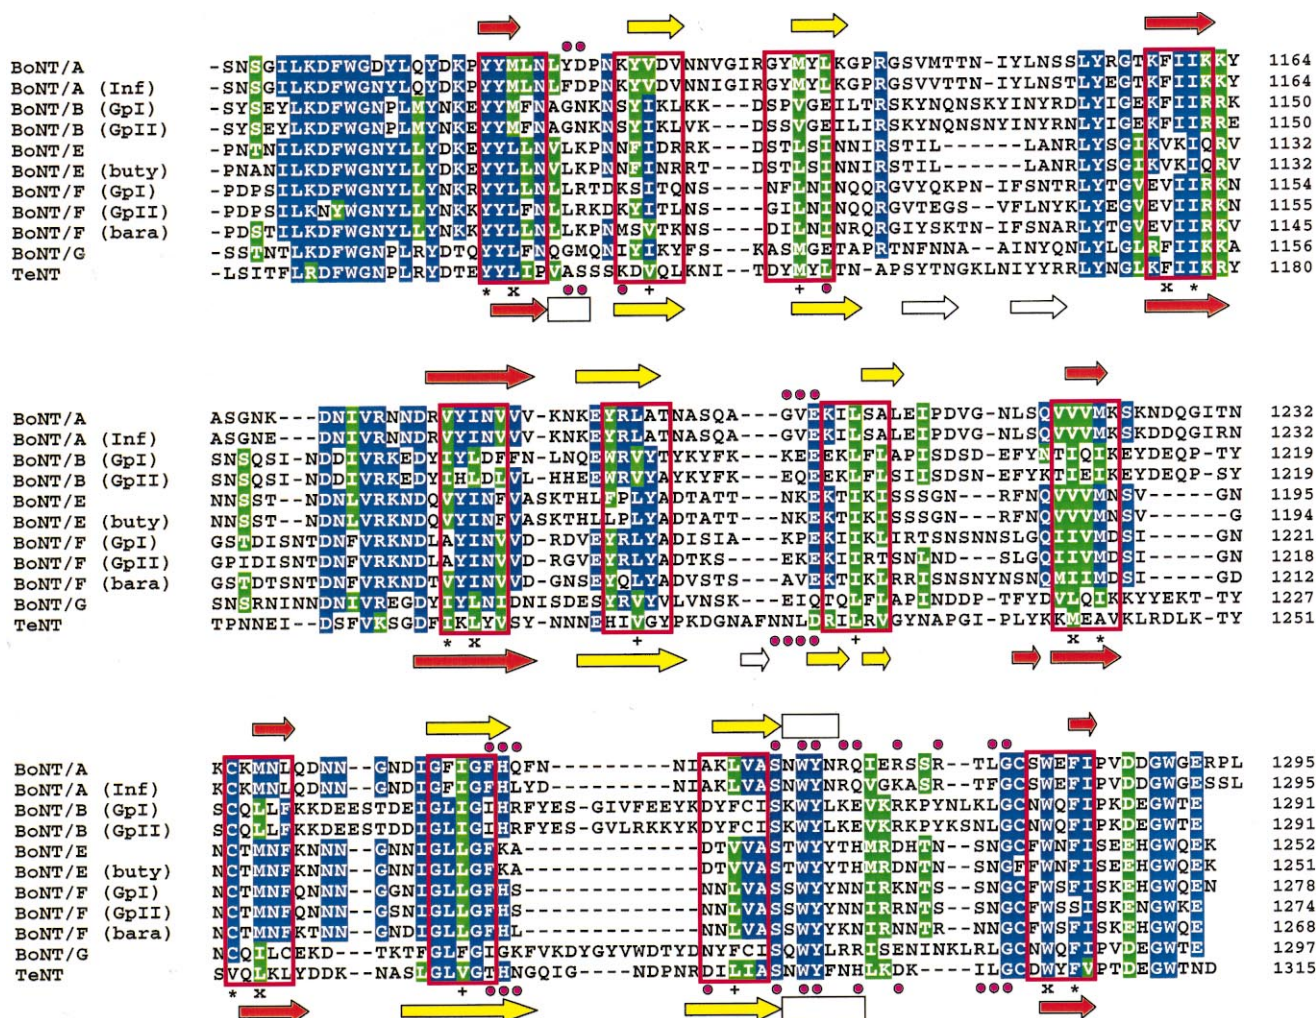 BoNT/A -SNSGILKDFWGDYLQYDKPYYMLNLYDPNKYVDVNNVGIRGYMYLKGPRGSVMTTN-IYLNSSLYRGTKFIIKKY 1164
BoNT/A (Inf) -SNSGILKDFWGNYLQYDKPYYMLNLFDPNKYVDVNNIGIRGYMYLKGPRGSVVTTN-IYLNSTLYMGTKFIIKKY 1164
BoNT/B (GpI) -SYSEYLKDFWGNPLMYNKEYYMFNAGNKNSYIKLKK--DSPVGEILTRSKYNQNSKYINYRDLYIGEKFIIRRK 1150
BoNT/B (GpII) -SYSEYLKDFWGNPLMYNKEYYMFNAGNKNSYIKLVK--DSSVGEILIRSKYNQNSNYINYRNLYIGEKFIIRRE 1150
BoNT/E -PNTNILKDFWGNYLLYDKEYYLLNVLKPNNFIDRRK--DSTLSINNIRSTIL------LANRLYSGIKVKIQRV 1132
BoNT/E (buty) -PNANILKDFWGNYLLYDKEYYLLNVLKPNNFINRRT--DSTLSINNIRSTIL------LANRLYSGIKVKIQRV 1132
BoNT/F (GpI) -PDPSILKDFWGNYLLYNKRYYLLNLLRTDKSITQNS---NFLNINQQRGVYQKPN-IFSNTRLYTGVEVIIRKN 1154
BoNT/F (GpII) -PDPSILKNYWGNYLLYNKKYYLFNLLRKDKYITLNS---GILNINQQRGVTEGS-VFLNYKLYEGVEVIIRKN 1155
BoNT/F (bara) -PDSTILKDFWGNYLLYNKKYYLLNLLKPNMSVTKNS---DILNINRQRGIYSKTN-IFSNARLYTGVEVIIRKV 1145
BoNT/G -SSTNTLKDFWGNPLRYDTQYYLFNQGMQNIYIKYFS--KASMGETAPRTNFNNA-AINYQNLYLGLRFIIKKA 1156
TeNT -LSITFLRDFWGNPLRYDTEYYLIPVASSSKDVQLKNI--TDYMYLTN-APSYTNGKLNIYYRRLYNGLKFIIKRY 1180
* x + + x *
BoNT/A ASGNK---DNIVRNNDRVYINVVV-KNKEYRLATNASQA---GVEKILSALEIPDVG-NLSQVVVMKSKNDQGITN 1232
BoNT/A (Inf) ASGNE---DNIVRNNDRVYINVVV-KNKEYRLATNASQA---GVEKILSALEIPDVG-NLSQVVVMKSKDDQGIRN 1232
BoNT/B (GpI) SNSQSI-NDDIVRKEDYIYLDFFN-LNQEWRVYTYKYFK---KEEEKLFLAPISDSD-EFYNTIQIKEYDEQP-TY 1219
BoNT/B (GpII) SNSQSI-NDDIVRKEDYIHLDLVL-HHEEWRVYAYKYFK---EQEEKLFLSIISDSN-EFYKTIEIKEYDEQP-SY 1219
BoNT/E NNSST--NDNLVRKNDQVYINFVASKTHLFPLYADTATT---NKEKTIKISSSGN---RFNQVVVMNSV-----GN 1195
BoNT/E (buty) NNSST--NDNLVRKNDQVYINFVASKTHLLPLYADTATT---NKEKTIKISSSGN---RFNQVVVMNSV-----G 1194
BoNT/F (GpI) GSTDISNTDNFVRKNDLAYINVVD-RDVEYRLYADISIA---KPEKIIKLIRTSNSNNSLGQIIVMDSI-----GN 1221
BoNT/F (GpII) GPIDISNTDNFVRKNDLAYINVVD-RGVEYRLYADTKS----EKEKIIRTSNLND---SLGQIIVMDSI-----GN 1218
BoNT/F (bara) GSTDTSNTDNFVRKNDTVYINVVD-GNSEYQLYADVSTS---AVEKTIKLRRISNSNYNSNQMIIMDSI-----GD 1212
BoNT/G SNSRNINNDNIVREGDYIYLNIDNISDESYRVYVLVNSK---EIQTQLFLAPINDDP-TFYDVLQIKKYYEKT-TY 1227
TeNT TPNNEI--DSFVKSGDFIKLYVSYNNNEHIVGYPKDGNAFNNLDRILRVGYNAPGI-PLYKKMEAVKLRDLK-TY 1251
* x + + x *
BoNT/A KCKMNLQDNN--GNDIGFIGFHQFN------------NIAKLVASNWYNRQIERSSR--TLGCSWEFIPVDDGWGERPL 1295
BoNT/A (Inf) KCKMNLQDNN--GNDIGFIGFHLYD------------NIAKLVASNWYNRQVGKASR--TFGCSWEFIPVDDGWGESSL 1295
BoNT/B (GpI) SCQLLFKKDEESTDEIGLIGIHRFYESGIVFEEYKDYFCISKWYLKEVKRKPYNLKLGCNWQFIPKDEGWTE 1291
BoNT/B (GpII) SCQLLFKKDEESTDDIGLIGIHRFYES-GVLRKKYKDYFCISKWYLKEVKRKPYKSNLGCNWQFIPKDEGWTE 1291
BoNT/E NCTMNFKNNN--GNNIGLLGFKA--------------DTVVASTWYYTHMRDHTN---SNGCFWNFISEEHGWQEK 1252
BoNT/E (buty) NCTMNFKNNN--GNNIGLLGFKA--------------DTVVASTWYYTHMRDNTN---SNGFFWNFISEEHGWQEK 1251
BoNT/F (GpI) NCTMNFQNNN--GGNIGLLGFHS--------------NNLVASSWYYNNIRKNTS---SNGCFWSFISKEHGWQEN 1278
BoNT/F (GpII) NCTMNFQNNN--GSNIGLLGFHS--------------NNLVASSWYYNNIRRNTS---SNGCFWSSISKENGWKE 1274
BoNT/F (bara) NCTMNFKTNN--GNDIGLLGFHL--------------NNLVASSWYYKNIRNNTR---NNGCFWSFISKEHGWQE 1268
BoNT/G NCQILCEKD---TKTFGLFGIGKFVKDYGYVWDTYDNYFCISQWYLRRISENINKLRLGCNWQFIPVDEGWTE 1297
TeNT SVQLKLYDDK--NASLGLVGTHNGQIG----NDPNRDILIASNWYFNHLKDK----ILGCDWYFVPTDEGWTND 1315
* x + + x *